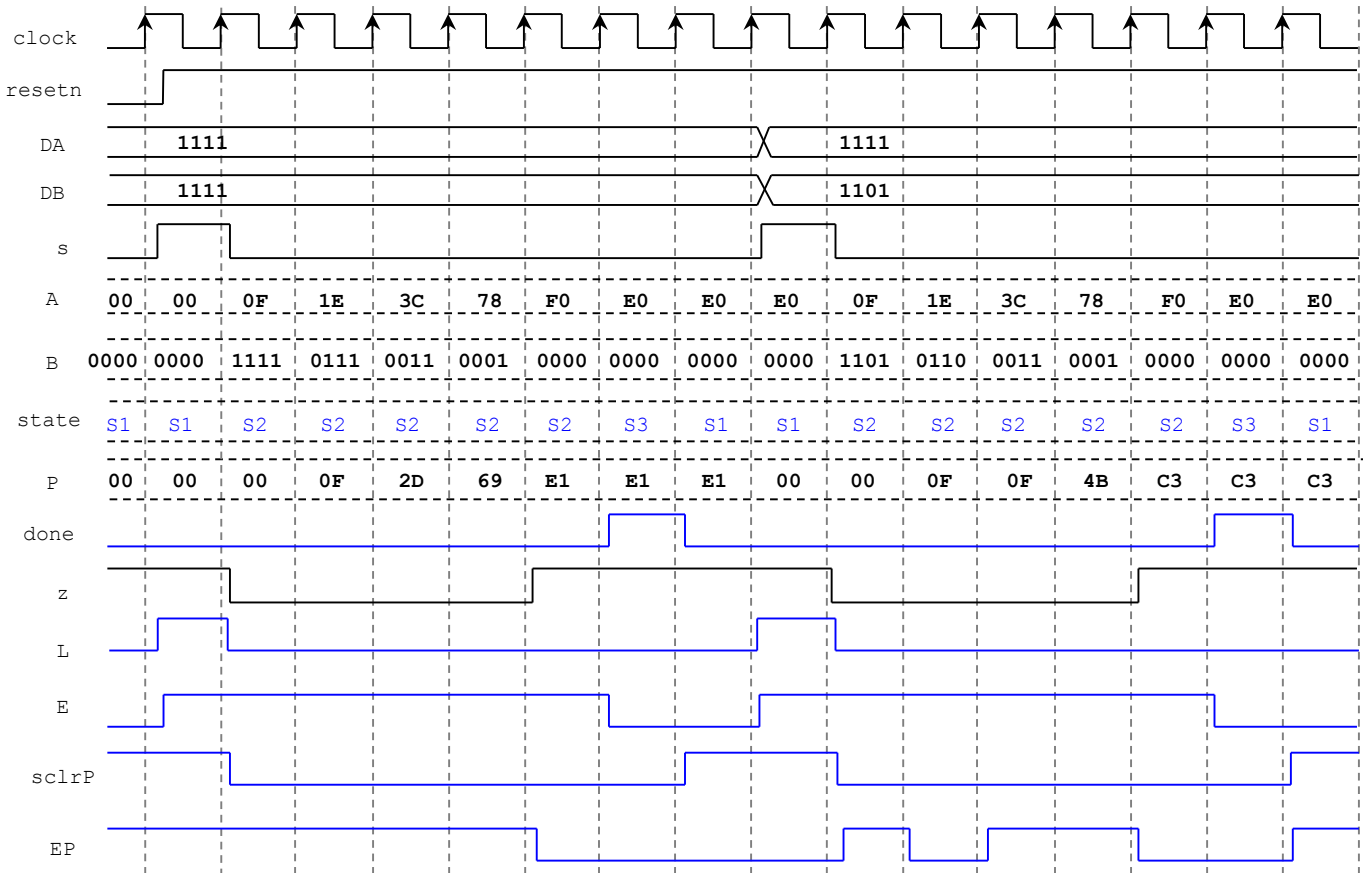 clock
resetn
DA 1111 1111
DB 1111 1101
s
A 00 00 0F 1E 3C 78 F0 E0 E0 E0 0F 1E 3C 78 F0 E0 E0
B 0000 0000 1111 0111 0011 0001 0000 0000 0000 0000 1101 0110 0011 0001 0000 0000 0000
state S1 S1 S2 S2 S2 S2 S2 S3 S1 S1 S2 S2 S2 S2 S2 S3 S1
P 00 00 00 0F 2D 69 E1 E1 E1 00 00 0F 0F 4B C3 C3 C3
done
z
L
E
sclrP
EP